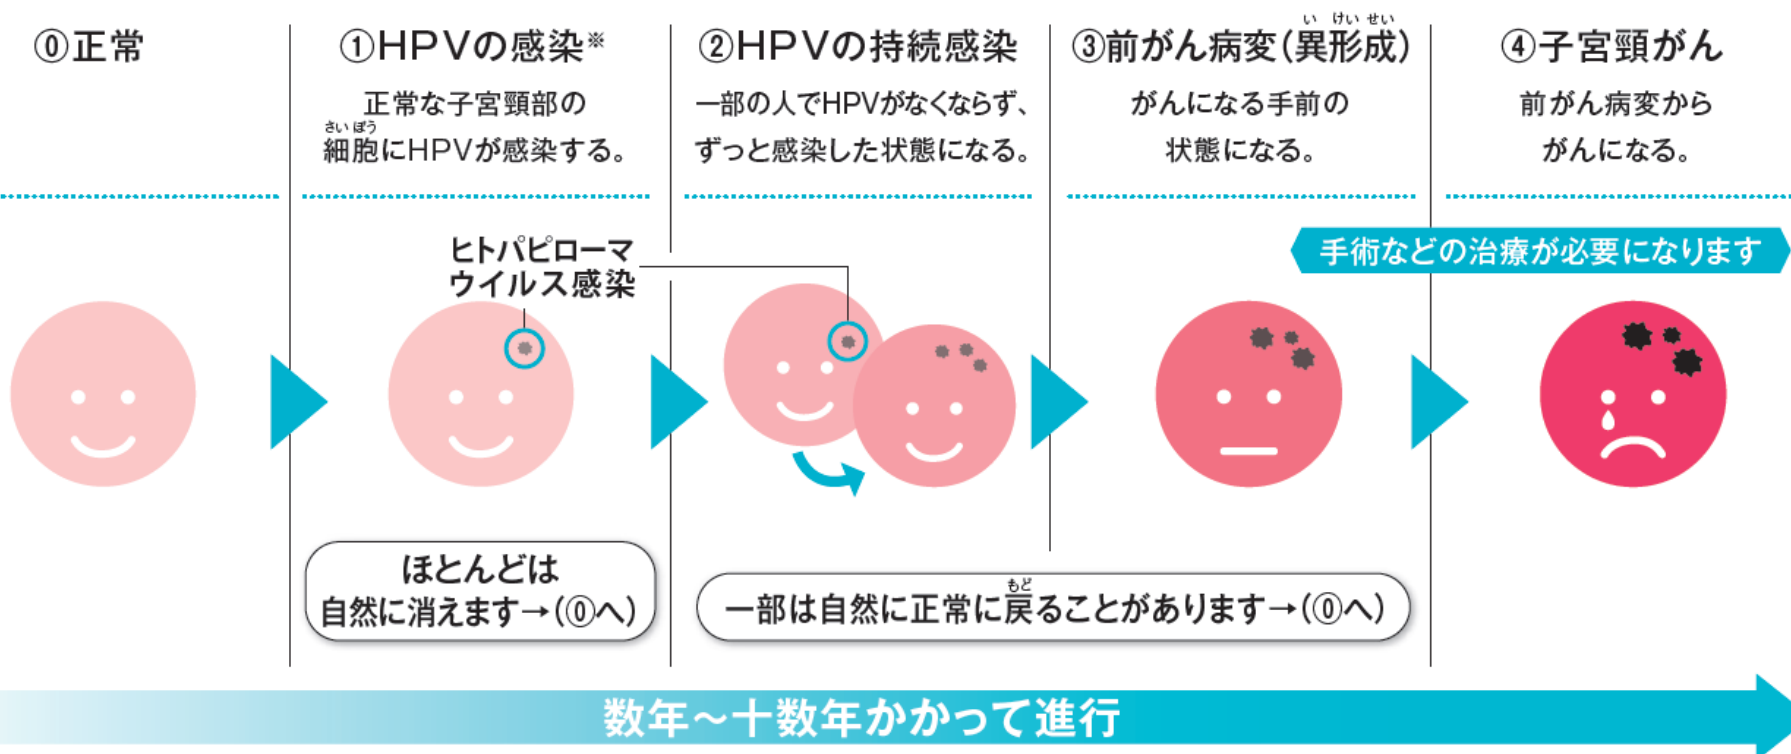 ⓪正常
①HPVの感染※
正常な子宮頸部の
さいぼう
細胞にHPVが感染する。
②HPVの持続感染
一部の人でHPVがなくならず、
ずっと感染した状態になる。
い けい せい
③前がん病変(異形成)
がんになる手前の
状態になる。
④子宮頸がん
前がん病変から
がんになる。
ヒトパピローマ
ウイルス感染
手術などの治療が必要になります
ほとんどは
自然に消えます→(⓪へ)
もど
一部は自然に正常に戻ることがあります→(⓪へ)
数年〜十数年かかって進行